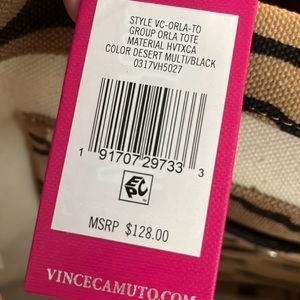 STYLE VC-ORLA-TO
GROUP ORLA TOTE
MATERIAL HVTXCA
COLOR DESERT MULTI/BLACK
0317VH5027
1 91707 29733 3
EPC
MSRP $128.00
VINCECAMUTO.COM